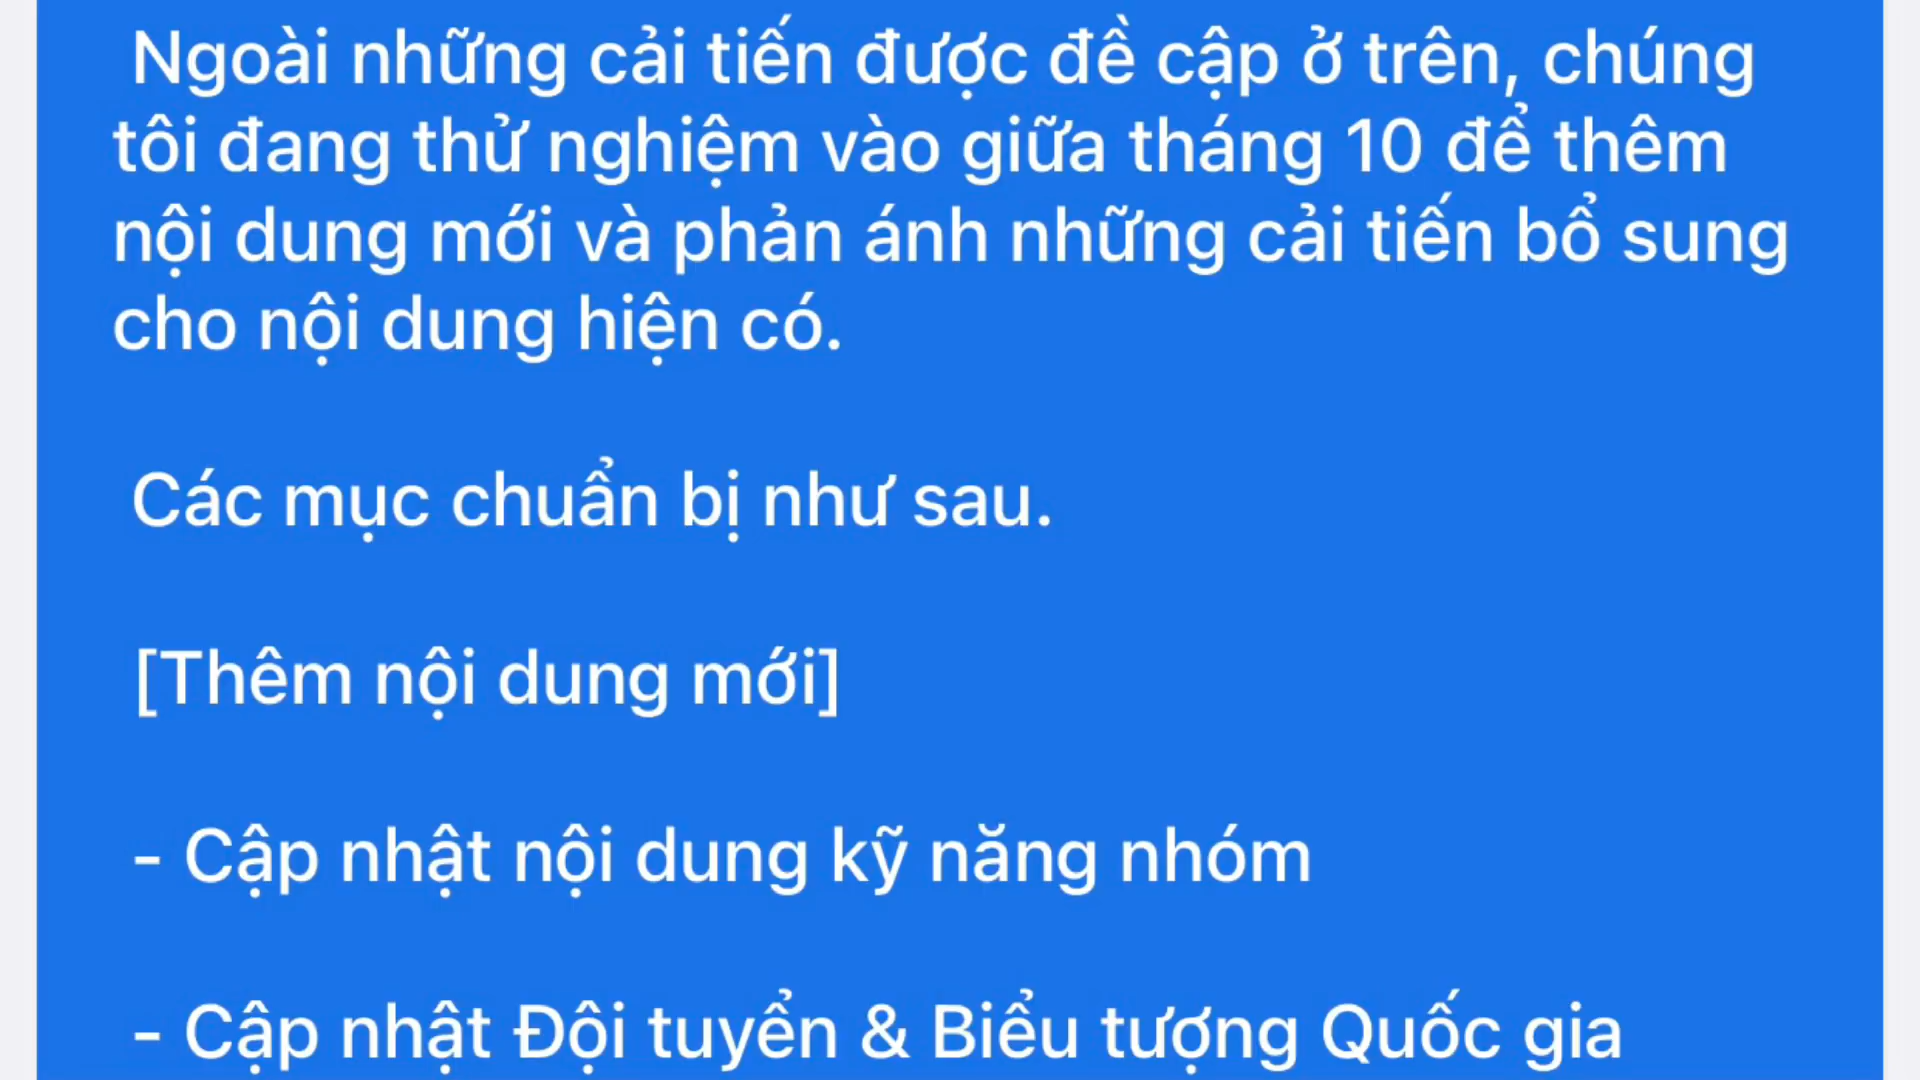 Ngoài những cải tiến được đề cập ở trên, chúng
tôi đang thử nghiệm vào giữa tháng 10 để thêm
nội dung mới và phản ánh những cải tiến bổ sung
cho nội dung hiện có.
Các mục chuẩn bị như sau.
[Thêm nội dung mới]
- Cập nhật nội dung kỹ năng nhóm
- Cập nhật Đội tuyển & Biểu tượng Quốc gia